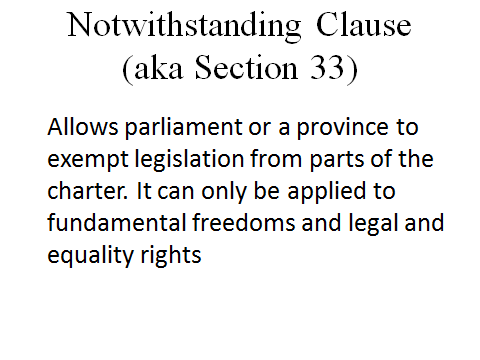 Notwithstanding Clause
(aka Section 33)
Allows parliament or a province to
exempt legislation from parts of the
charter. It can only be applied to
fundamental freedoms and legal and
equality rights